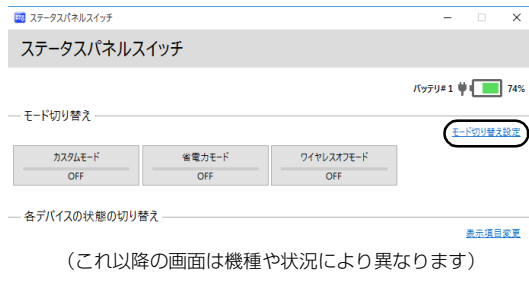 ステータスパネルスイッチ
ステータスパネルスイッチ
バッテリ#1 74%
モード切り替え
モード切り替え設定
カスタムモード 省電力モード ワイヤレスオフモード
OFF OFF OFF
各デバイスの状態の切り替え
表示項目変更
（これ以降の画面は機種や状況により異なります）